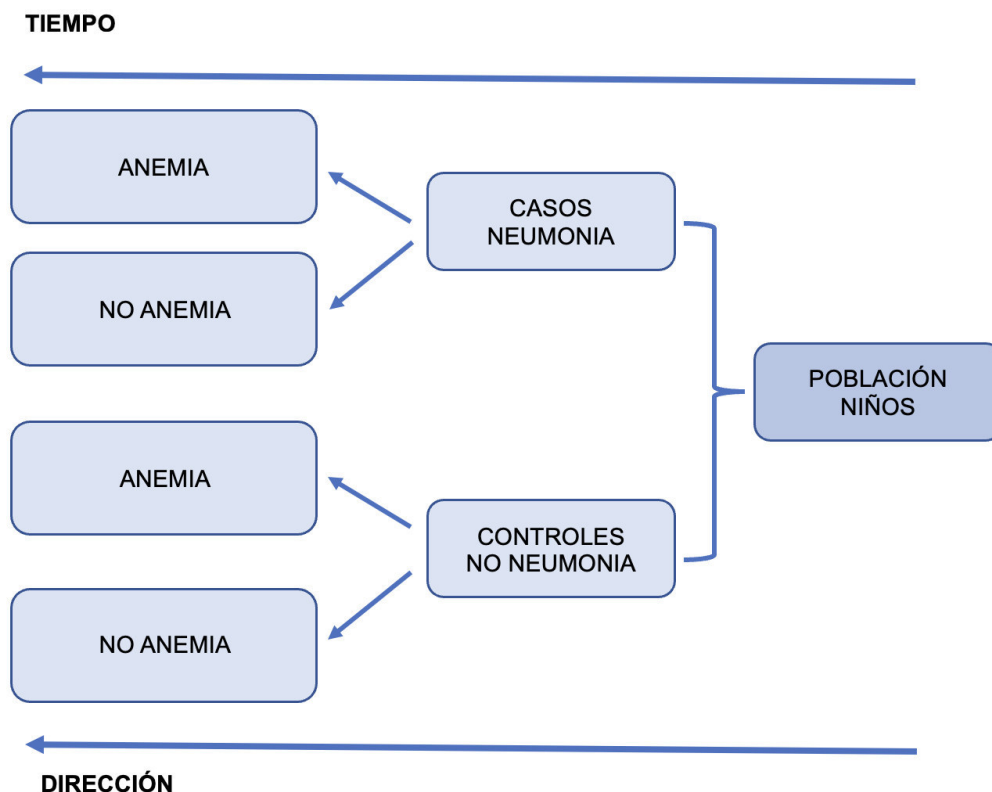 TIEMPO
ANEMIA
CASOS
NEUMONIA
NO ANEMIA
POBLACIÓN
NIÑOS
ANEMIA
CONTROLES
NO NEUMONIA
NO ANEMIA
DIRECCIÓN